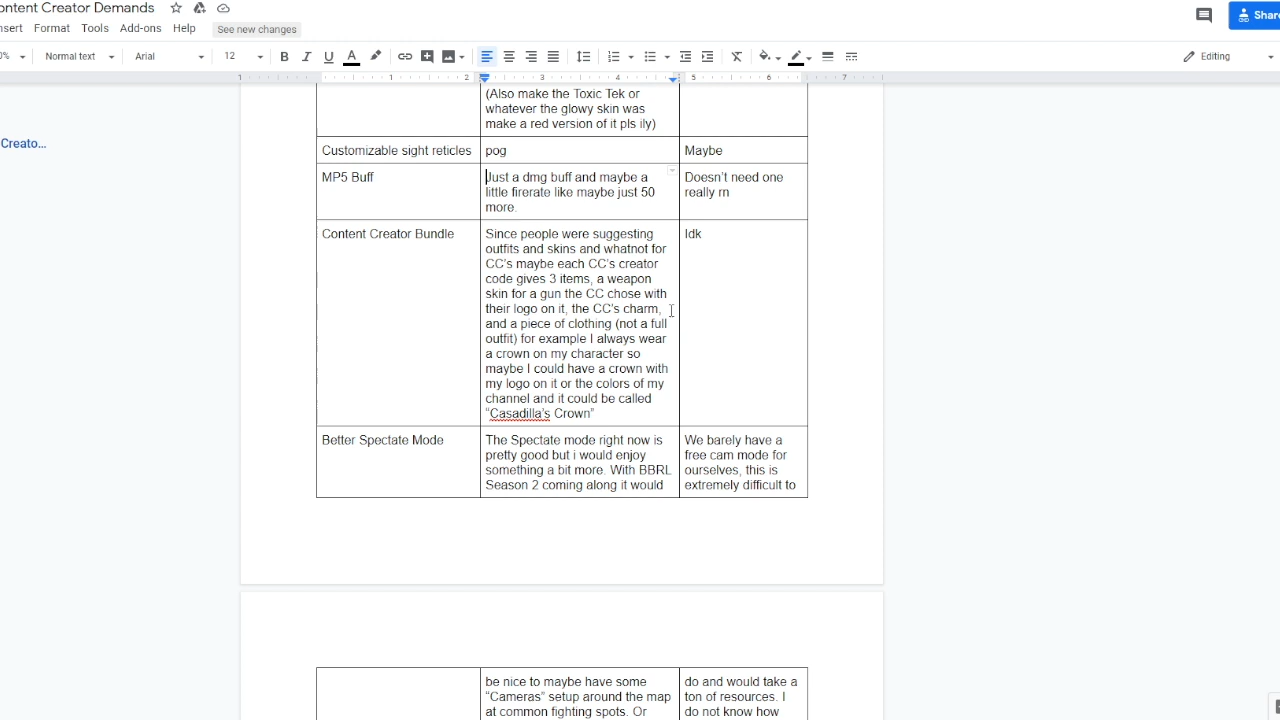 ontent Creator Demands
nsert Format Tools Add-ons Help See new changes
0% Normal text Arial 12 B I U A Editing
Share
1 1 2 3 4 5 6 7
Creato...
(Also make the Toxic Tek or
whatever the glowy skin was
make a red version of it pls ily)
Customizable sight reticles
pog
Maybe
MP5 Buff
Just a dmg buff and maybe a
little firerate like maybe just 50
more.
Doesn't need one
really rn
Content Creator Bundle
Since people were suggesting
outfits and skins and whatnot for
CC's maybe each CC's creator
code gives 3 items, a weapon
skin for a gun the CC chose with
their logo on it, the CC's charm,
and a piece of clothing (not a full
outfit) for example I always wear
a crown on my character so
maybe I could have a crown with
my logo on it or the colors of my
channel and it could be called
“Casadilla's Crown”
Idk
Better Spectate Mode
The Spectate mode right now is
pretty good but i would enjoy
something a bit more. With BBRL
Season 2 coming along it would
We barely have a
free cam mode for
ourselves, this is
extremely difficult to
be nice to maybe have some
“Cameras” setup around the map
at common fighting spots. Or
do and would take a
ton of resources. I
do not know how